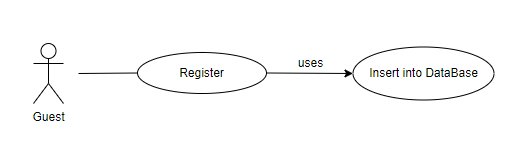 uses
Register
Insert into DataBase
Guest